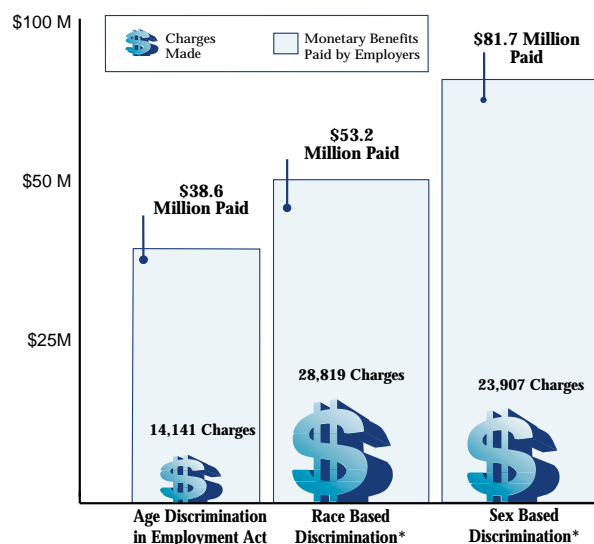 $100 M
Charges
Made
Monetary Benefits
Paid by Employers
$81.7 Million
Paid
$53.2
Million Paid
$50 M
$38.6
Million Paid
$25M
28,819 Charges
23,907 Charges
14,141 Charges
Age Discrimination
in Employment Act
Race Based
Discrimination*
Sex Based
Discrimination*